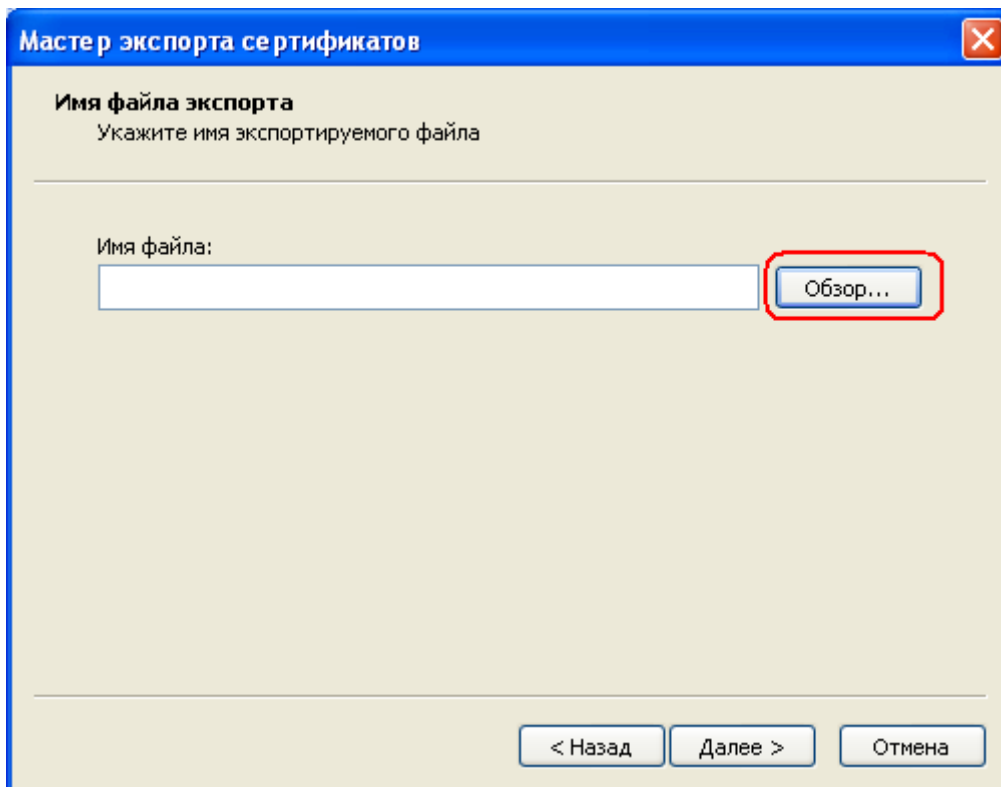 Мастер экспорта сертификатов
Имя файла экспорта
Укажите имя экспортируемого файла
Имя файла:
Обзор...
< Назад
Далее >
Отмена